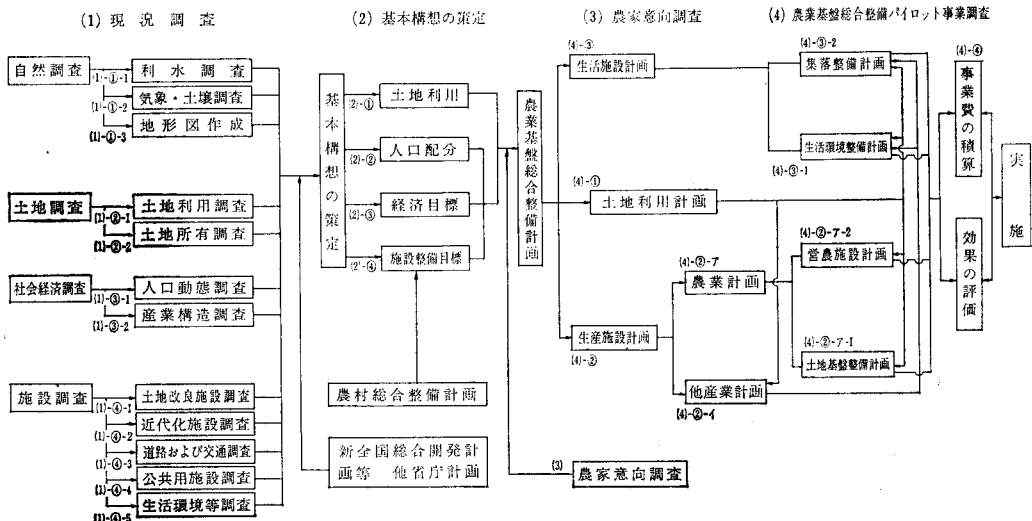 (1) 現況調査
(2) 基本構想の策定
(3) 農家意向調査
(4) 農業基盤総合整備パイロット事業調査
自然調査
(1)-①-1
利水調査
(1)-①-2
気象・土壌調査
(1)-①-3
地形図作成
土地調査
(1)-②-1
土地利用調査
(1)-②-2
土地所有調査
社会経済調査
(1)-③-1
人口動態調査
(1)-③-2
産業構造調査
施設調査
(1)-④-1
土地改良施設調査
(1)-④-2
近代化施設調査
(1)-④-3
道路および交通調査
(1)-④-4
公共用施設調査
(1)-④-5
生活環境等調査
基本構想の策定
(2)-①
土地利用
(2)-②
人口配分
(2)-③
経済目標
(2)-④
施設整備目標
農村総合整備計画
新全国総合開発計
画等 他省庁計画
農業基盤総合整備計画
(3)
農家意向調査
(4)-③
生活施設計画
(4)-①
土地利用計画
生産施設計画
(4)-②
(4)-②-ア
農業計画
他産業計画
(4)-②-イ
(4)-③-2
集落整備計画
生活環境整備計画
(4)-③-1
(4)-②-ア-2
営農施設計画
(4)-②-ア-1
土地基盤整備計画
(4)-④
事業費の積算
効果の評価
実施